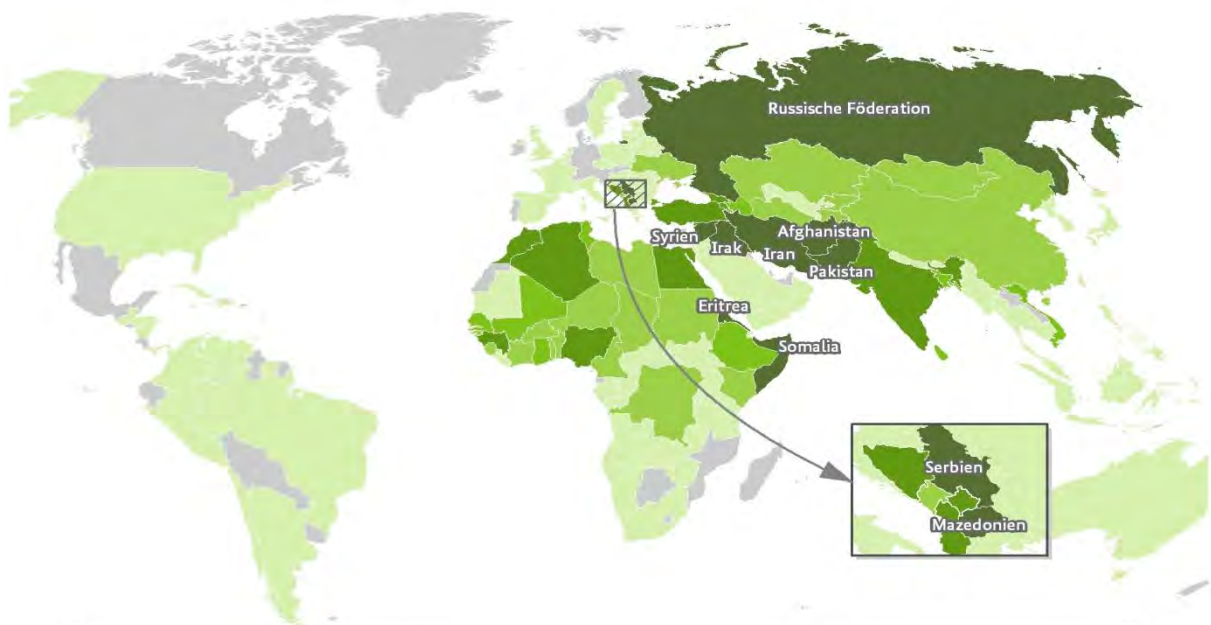 Russische Föderation
Afghanistan
Syrien
Irak
Iran
Pakistan
Eritrea
Somalia
Serbien
Mazedonien